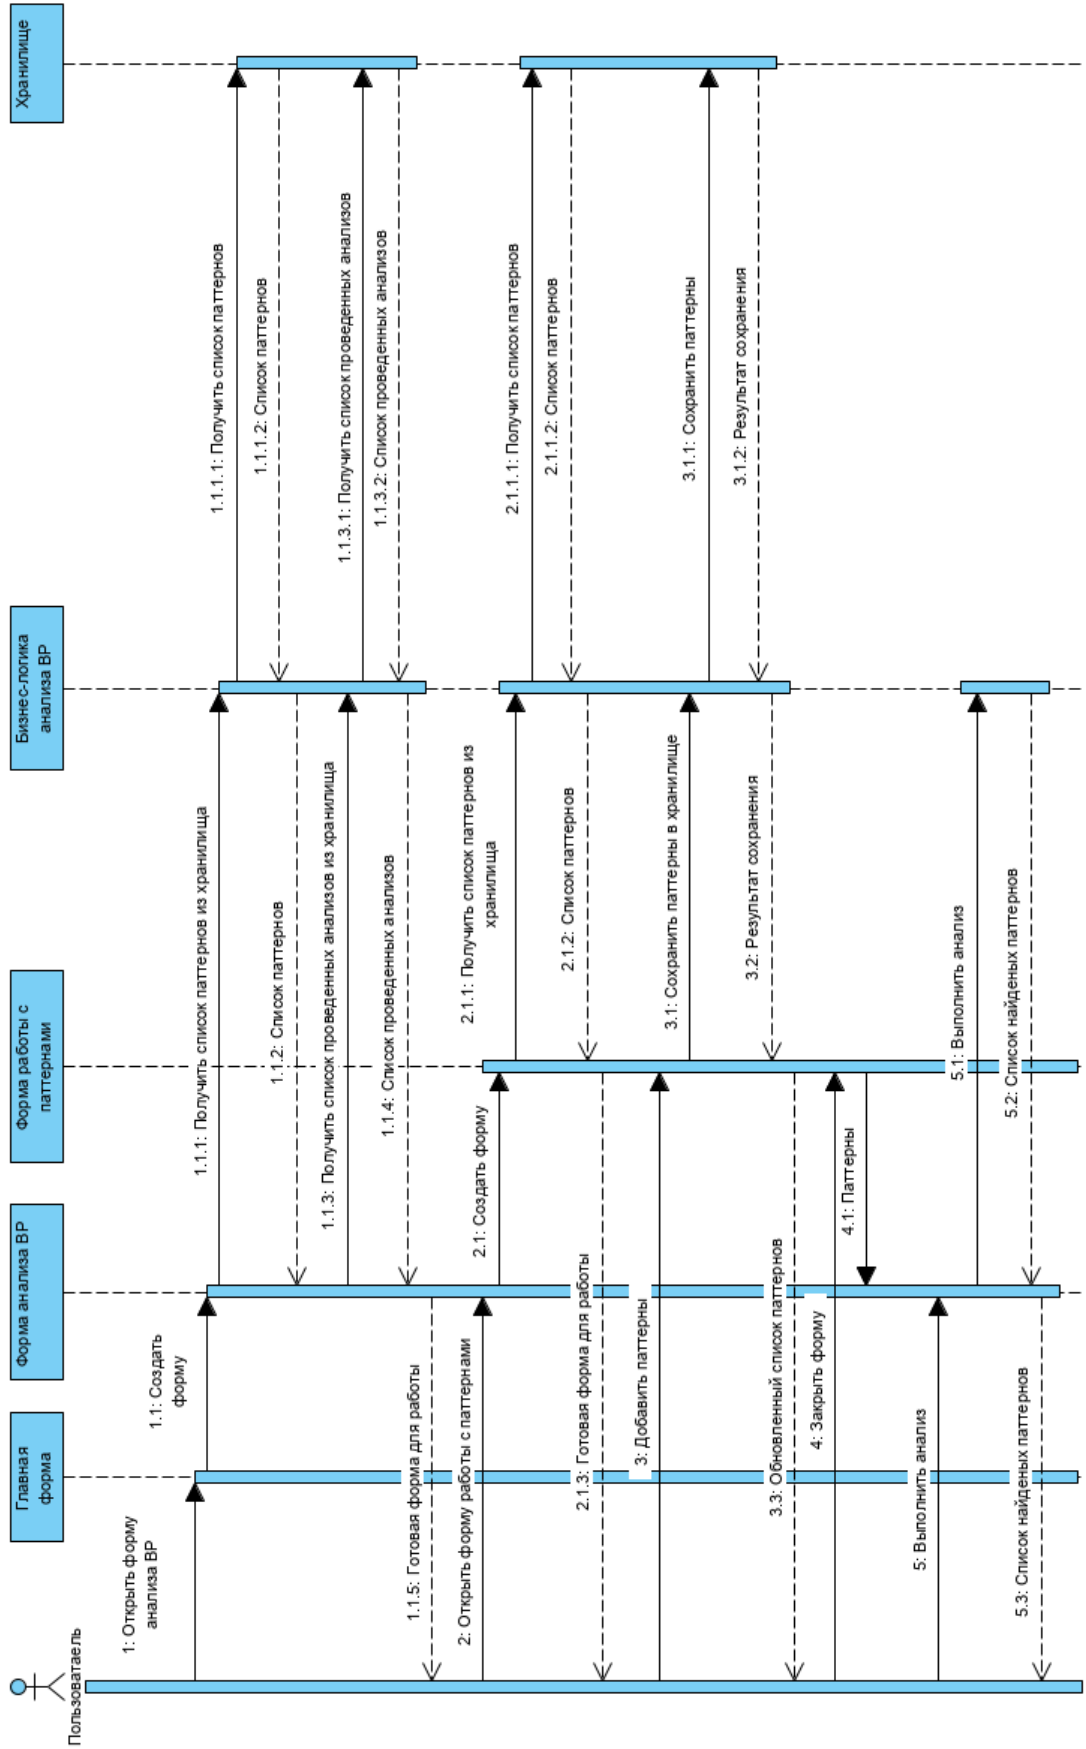 Пользоватаель
Главная
форма
Форма анализа ВР
Форма работы с
паттернами
Бизнес-логика
анализа ВР
Хранилище
1: Открыть форму
анализа ВР
1.1: Создать
форму
1.1.1: Получить список паттернов из хранилища
1.1.1.1: Получить список паттернов
1.1.1.2: Список паттернов
1.1.2: Список паттернов
1.1.3: Получить список проведенных анализов из хранилища
1.1.3.1: Получить список проведенных анализов
1.1.3.2: Список проведенных анализов
1.1.4: Список проведенных анализов
1.1.5: Готовая форма для работы
2: Открыть форму работы с паттернами
2.1: Создать форму
2.1.1: Получить список паттернов из
хранилища
2.1.1.1: Получить список паттернов
2.1.1.2: Список паттернов
2.1.2: Список паттернов
2.1.3: Готовая форма для работы
3: Добавить паттерны
3.1: Сохранить паттерны в хранилище
3.1.1: Сохранить паттерны
3.1.2: Результат сохранения
3.2: Результат сохранения
3.3: Обновленный список паттернов
4: Закрыть форму
4.1: Паттерны
5: Выполнить анализ
5.1: Выполнить анализ
5.2: Список найденых паттернов
5.3: Список найденых паттернов